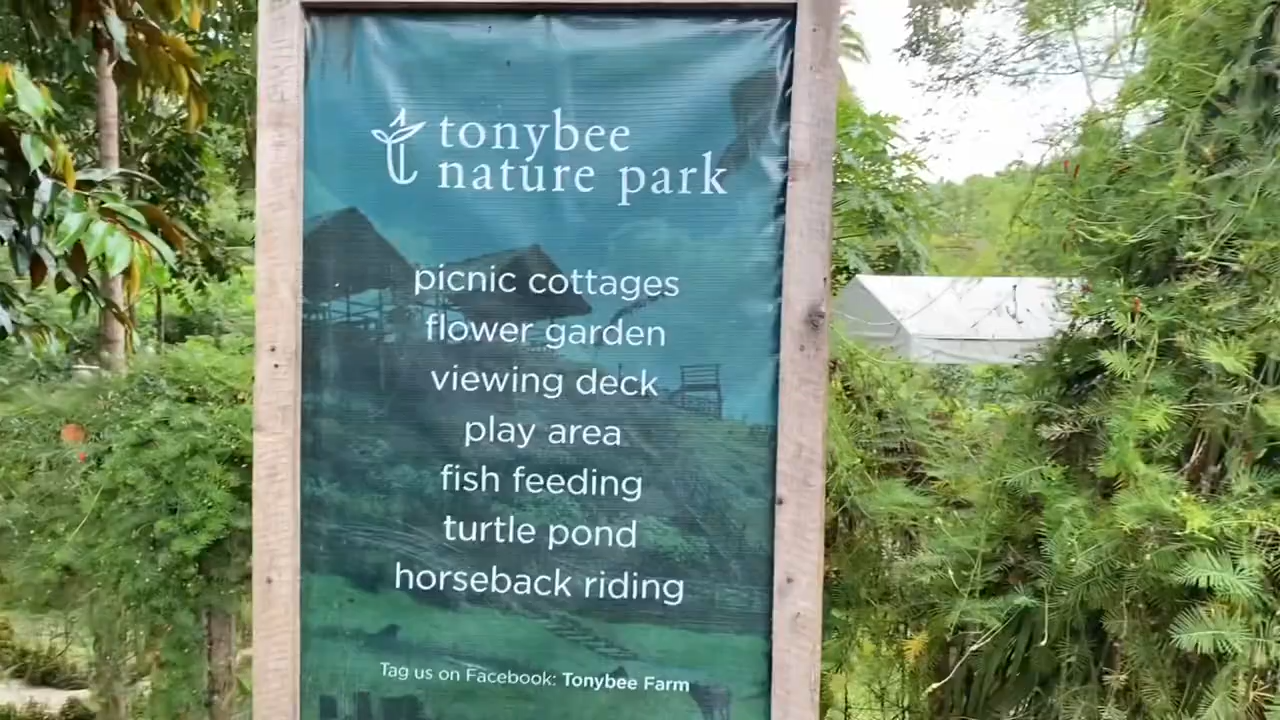 tonybee
nature park
picnic cottages
flower garden
viewing deck
play area
fish feeding
turtle pond
horseback riding
Tag us on Facebook: Tonybee Farm